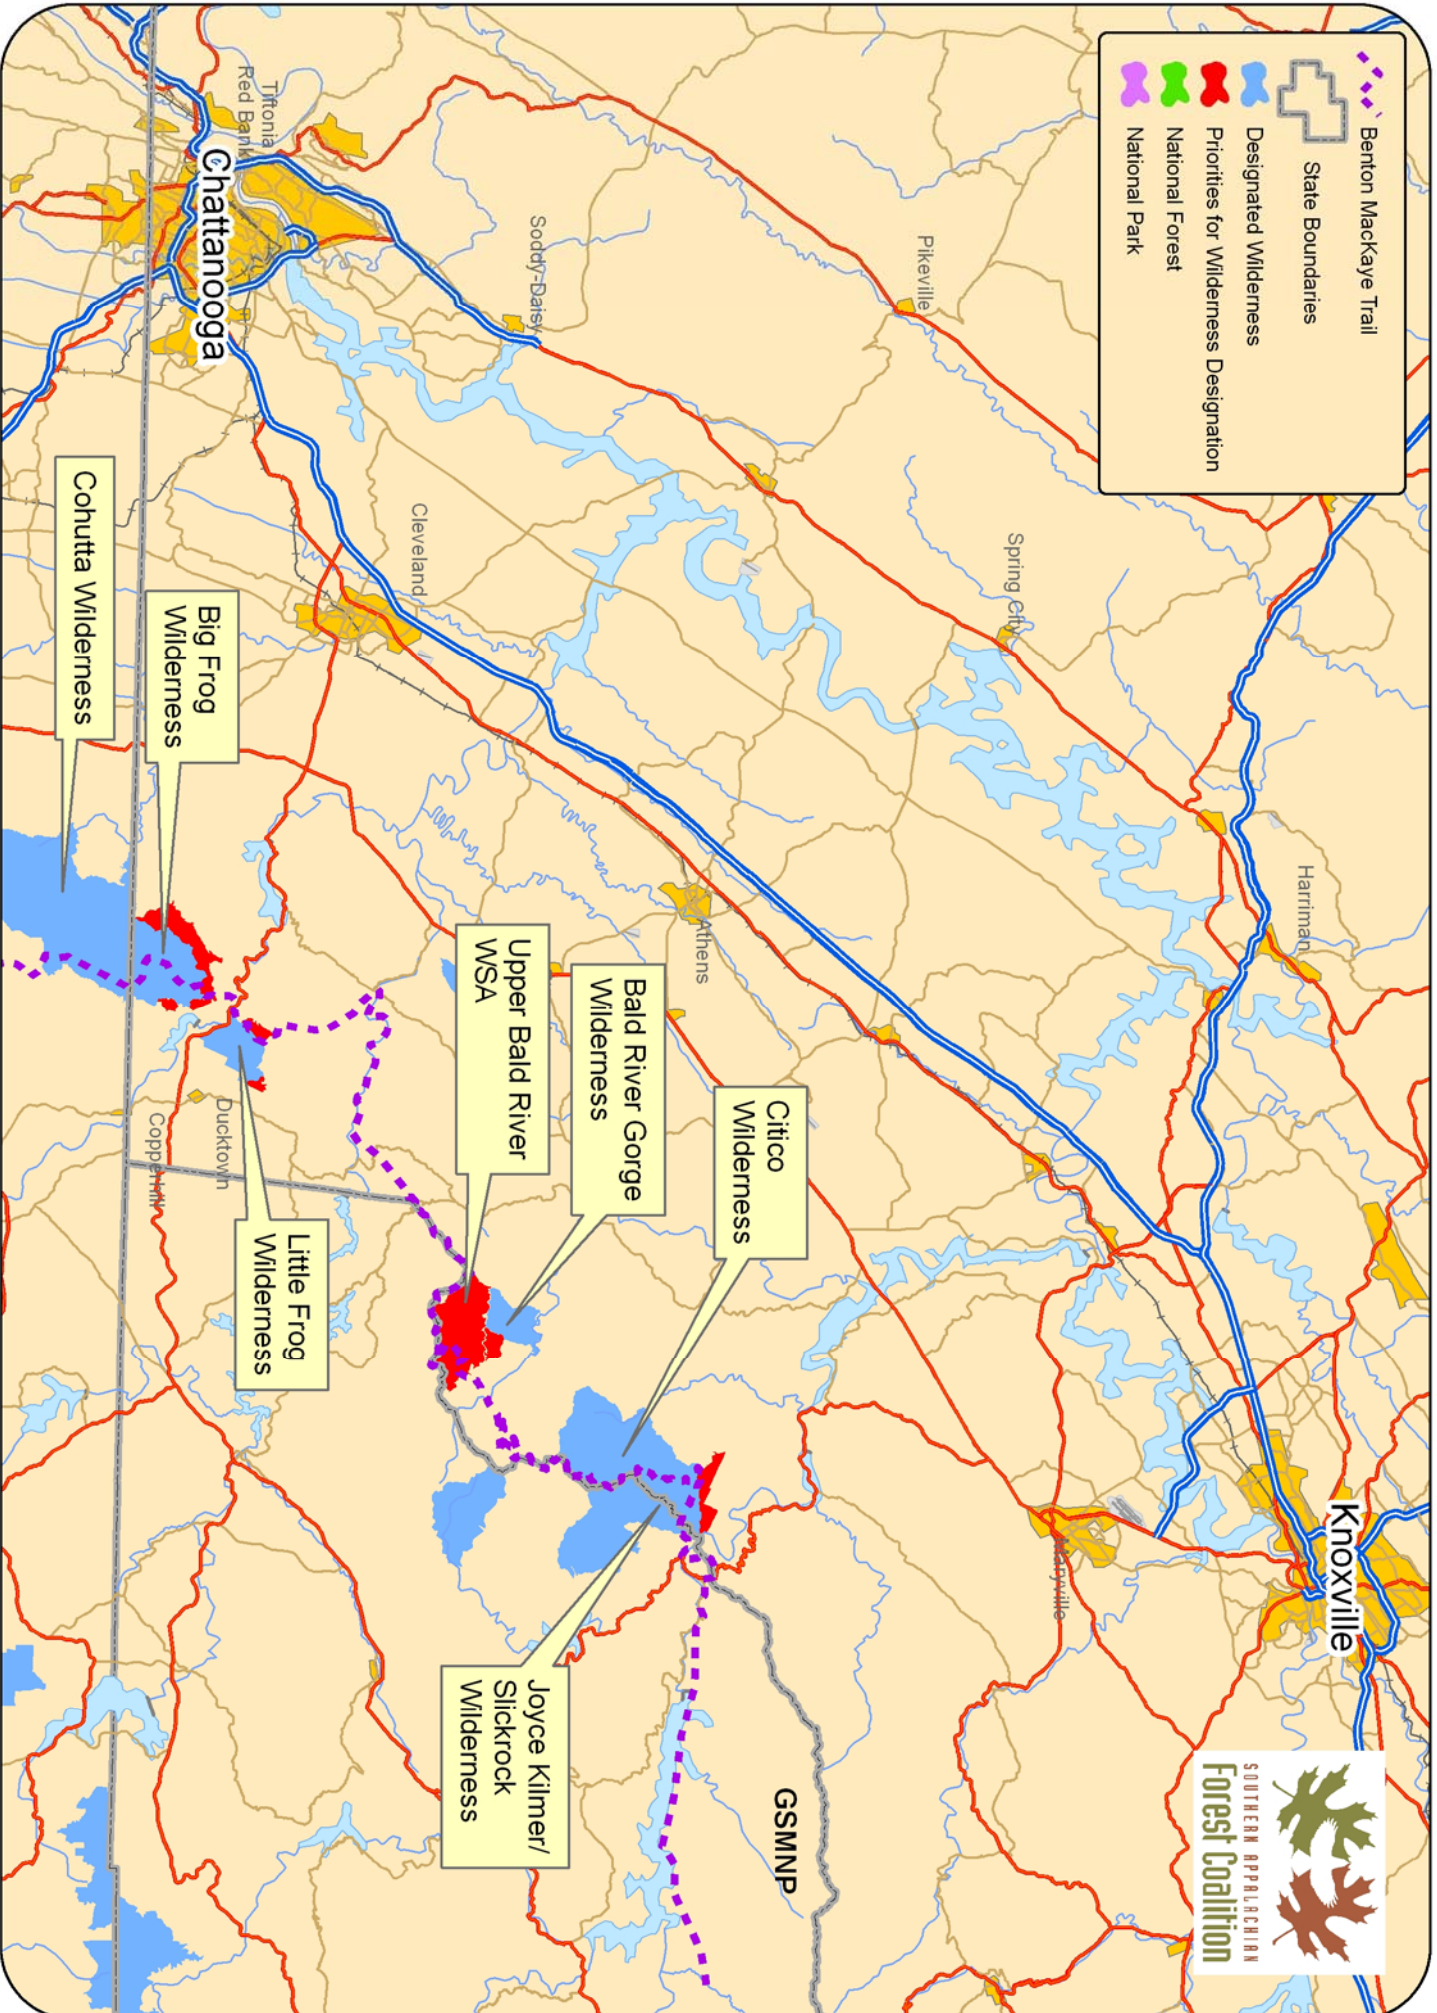 Benton MacKaye Trail
State Boundaries
Designated Wilderness
Priorities for Wilderness Designation
National Forest
National Park
SOUTHERN APPALACHIAN
Forest Coalition
Knoxville
Harriman
Spring City
Pikeville
Maryville
GSMNP
Soddy-Daisy
Athens
Cleveland
Tiftonia
Red Bank
Chattanooga
Citico
Wilderness
Bald River Gorge
Wilderness
Upper Bald River
WSA
Joyce Kilmer/
Slickrock
Wilderness
Little Frog
Wilderness
Ducktown
Copperhill
Big Frog
Wilderness
Cohutta Wilderness